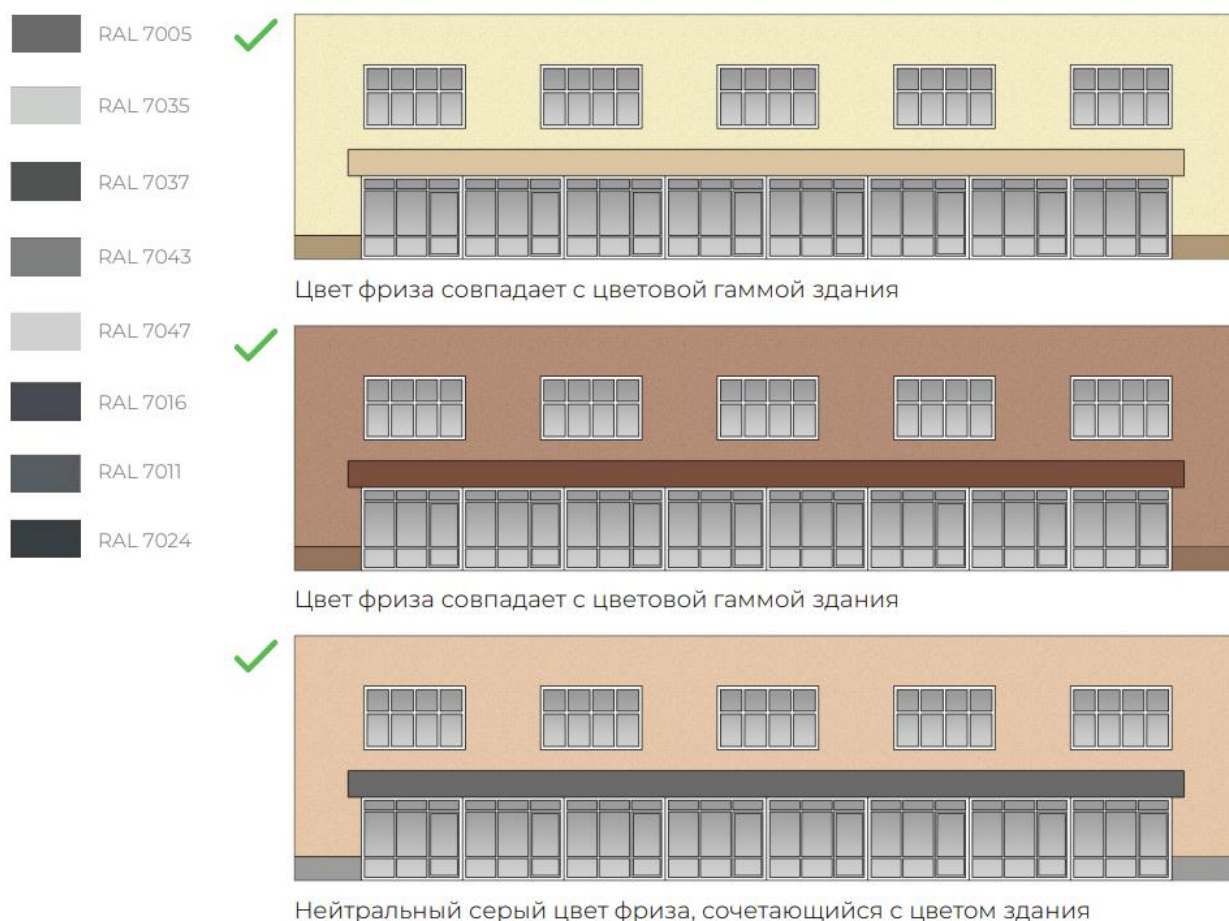 RAL 7005
RAL 7035
RAL 7037
RAL 7043
RAL 7047
RAL 7016
RAL 7011
RAL 7024
Цвет фриза совпадает с цветовой гаммой здания
Цвет фриза совпадает с цветовой гаммой здания
Нейтральный серый цвет фриза, сочетающийся с цветом здания